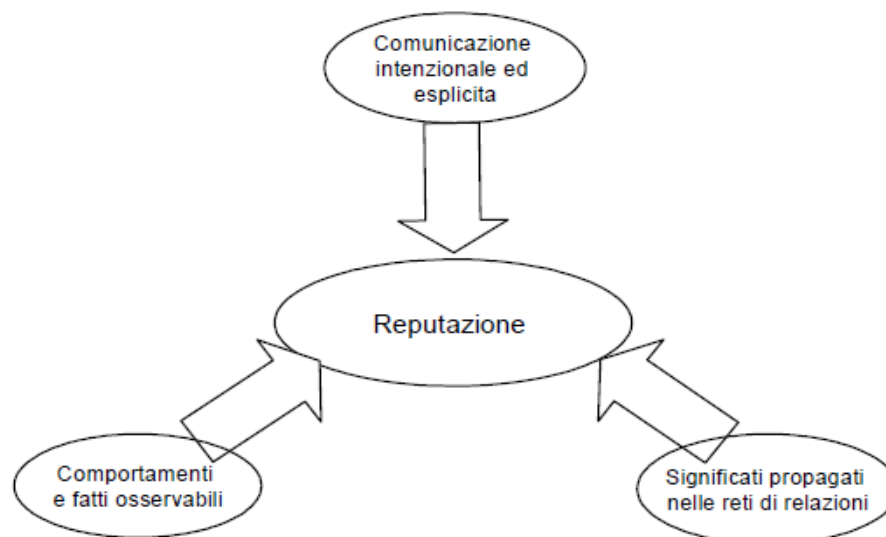 Comunicazione
intenzionale ed
esplicita
Reputazione
Comportamenti
e fatti osservabili
Significati propagati
nelle reti di relazioni